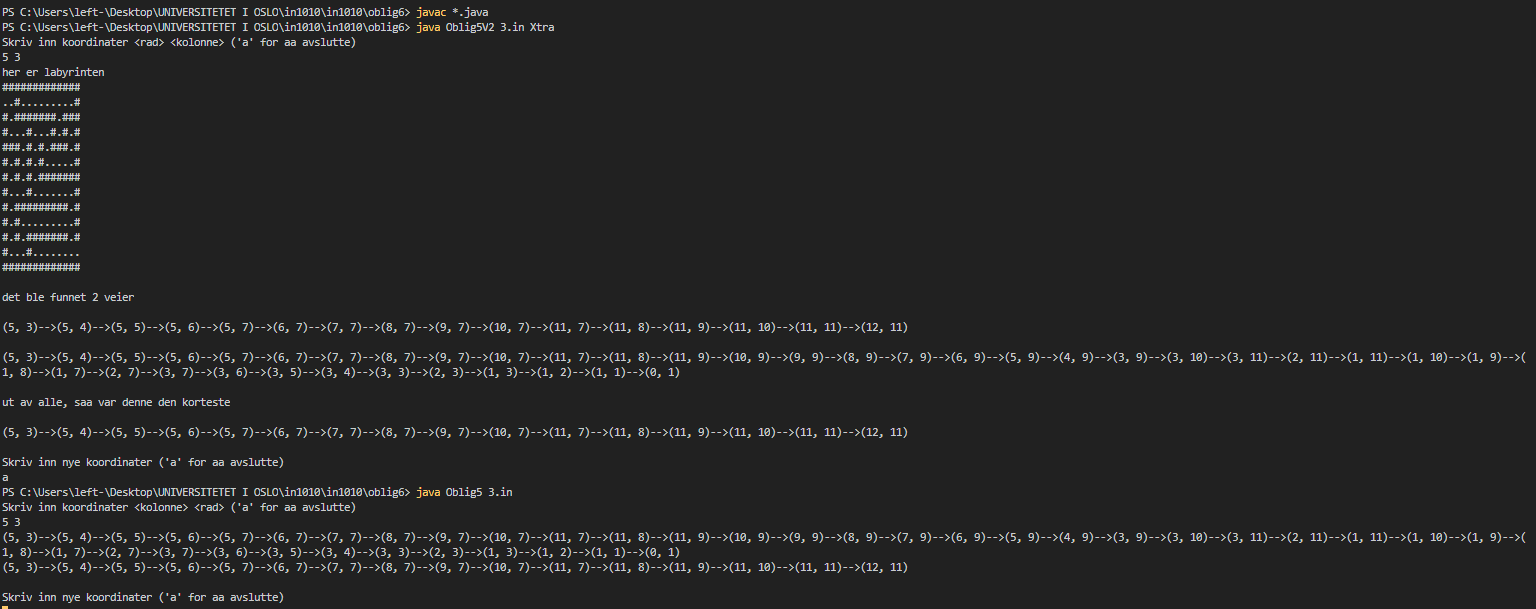 PS C:\Users\left-\Desktop\UNIVERSITETET I OSLO\in1010\in1010\oblig6> javac *.java
PS C:\Users\left-\Desktop\UNIVERSITETET I OSLO\in1010\in1010\oblig6> java Oblig5V2 3.in Xtra
Skriv inn koordinater <rad> <kolonne> ('a' for aa avslutte)
5 3
her er labyrinten
#############
..#.........#
#.#######.###
#...#...#.#.#
###.#.#.###.#
#.#.#.#.....#
#.#.#.#######
#...#.......#
#.#########.#
#.#.........#
#.#.#######.#
#...#........
#############
det ble funnet 2 veier
(5, 3)-->(5, 4)-->(5, 5)-->(5, 6)-->(5, 7)-->(6, 7)-->(7, 7)-->(8, 7)-->(9, 7)-->(10, 7)-->(11, 7)-->(11, 8)-->(11, 9)-->(11, 10)-->(11, 11)-->(12, 11)
(5, 3)-->(5, 4)-->(5, 5)-->(5, 6)-->(5, 7)-->(6, 7)-->(7, 7)-->(8, 7)-->(9, 7)-->(10, 7)-->(11, 7)-->(11, 8)-->(11, 9)-->(10, 9)-->(9, 9)-->(8, 9)-->(7, 9)-->(6, 9)-->(5, 9)-->(4, 9)-->(3, 9)-->(3, 10)-->(3, 11)-->(2, 11)-->(1, 11)-->(1, 10)-->(1, 9)-->(
1, 8)-->(1, 7)-->(2, 7)-->(3, 7)-->(3, 6)-->(3, 5)-->(3, 4)-->(3, 3)-->(2, 3)-->(1, 3)-->(1, 2)-->(1, 1)-->(0, 1)
ut av alle, saa var denne den korteste
(5, 3)-->(5, 4)-->(5, 5)-->(5, 6)-->(5, 7)-->(6, 7)-->(7, 7)-->(8, 7)-->(9, 7)-->(10, 7)-->(11, 7)-->(11, 8)-->(11, 9)-->(11, 10)-->(11, 11)-->(12, 11)
Skriv inn nye koordinater ('a' for aa avslutte)
a
PS C:\Users\left-\Desktop\UNIVERSITETET I OSLO\in1010\in1010\oblig6> java Oblig5 3.in
Skriv inn koordinater <kolonne> <rad> ('a' for aa avslutte)
5 3
(5, 3)-->(5, 4)-->(5, 5)-->(5, 6)-->(5, 7)-->(6, 7)-->(7, 7)-->(8, 7)-->(9, 7)-->(10, 7)-->(11, 7)-->(11, 8)-->(11, 9)-->(10, 9)-->(9, 9)-->(8, 9)-->(7, 9)-->(6, 9)-->(5, 9)-->(4, 9)-->(3, 9)-->(3, 10)-->(3, 11)-->(2, 11)-->(1, 11)-->(1, 10)-->(1, 9)-->(
1, 8)-->(1, 7)-->(2, 7)-->(3, 7)-->(3, 6)-->(3, 5)-->(3, 4)-->(3, 3)-->(2, 3)-->(1, 3)-->(1, 2)-->(1, 1)-->(0, 1)
(5, 3)-->(5, 4)-->(5, 5)-->(5, 6)-->(5, 7)-->(6, 7)-->(7, 7)-->(8, 7)-->(9, 7)-->(10, 7)-->(11, 7)-->(11, 8)-->(11, 9)-->(11, 10)-->(11, 11)-->(12, 11)
Skriv inn nye koordinater ('a' for aa avslutte)